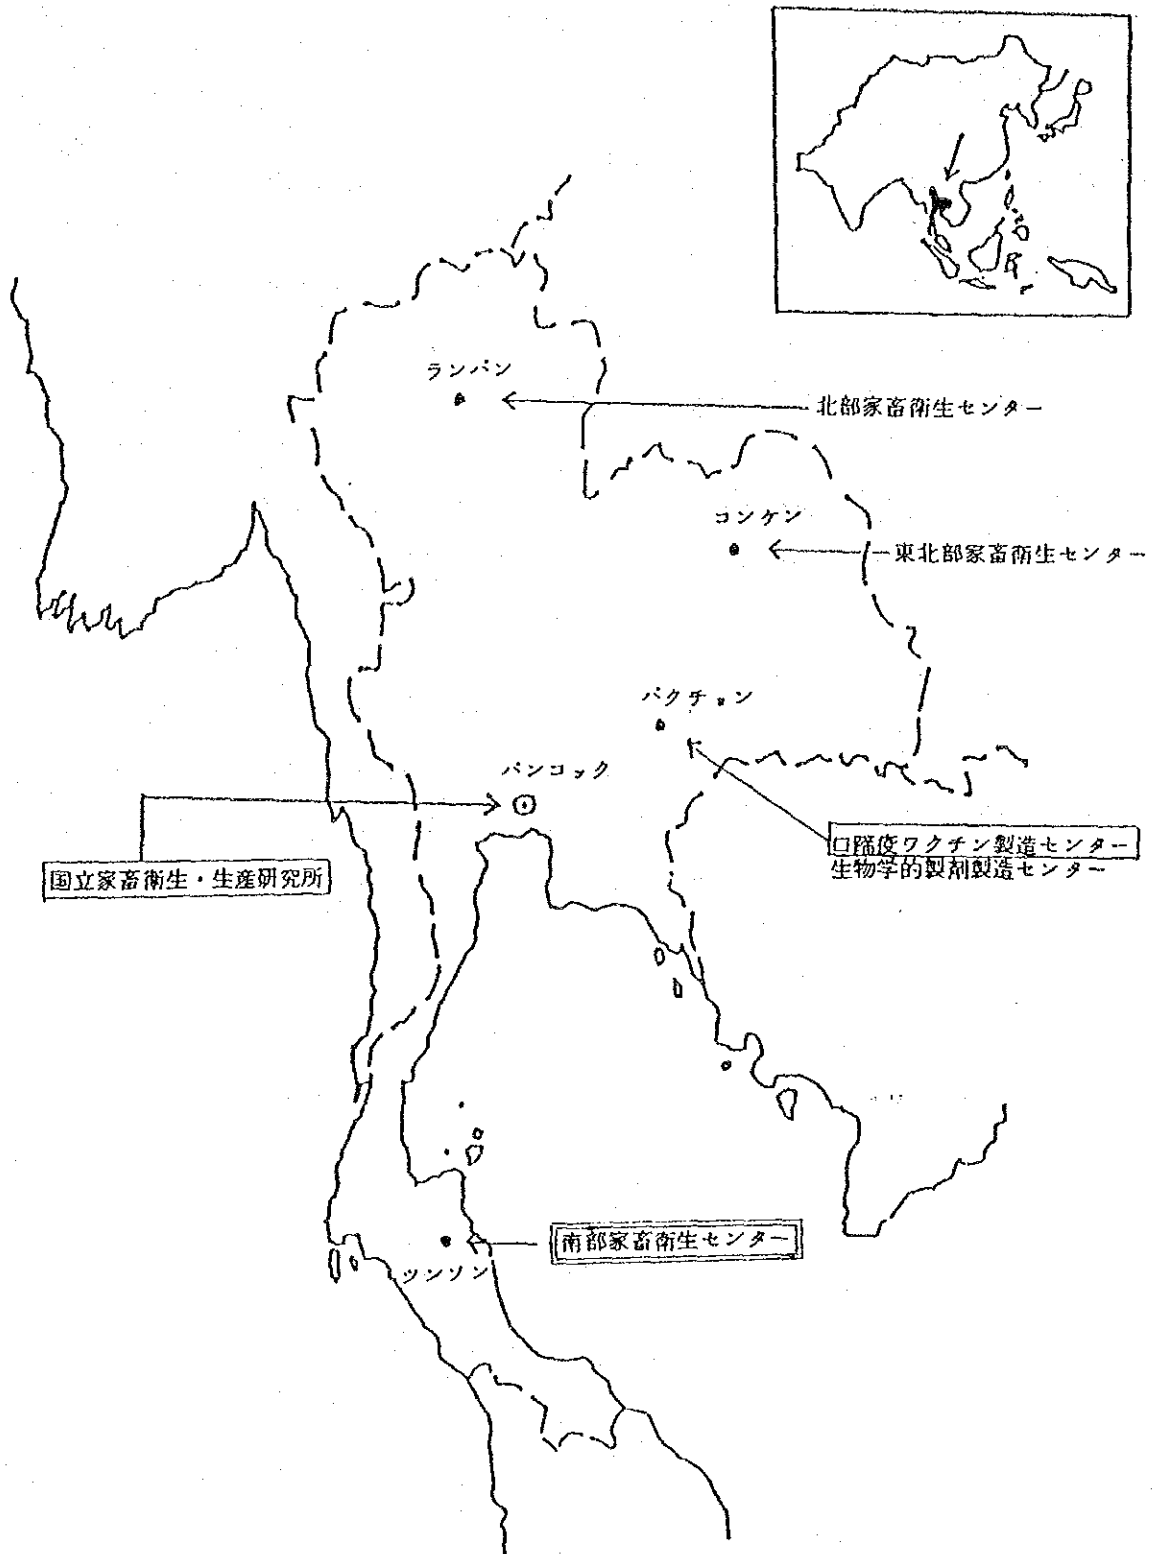 ランパン
北部家畜衛生センター
コンケン
東北部家畜衛生センター
パクチョン
バンコック
口蹄疫ワクチン製造センター
生物学的製剤製造センター
国立家畜衛生・生産研究所
南部家畜衛生センター
ツンソン